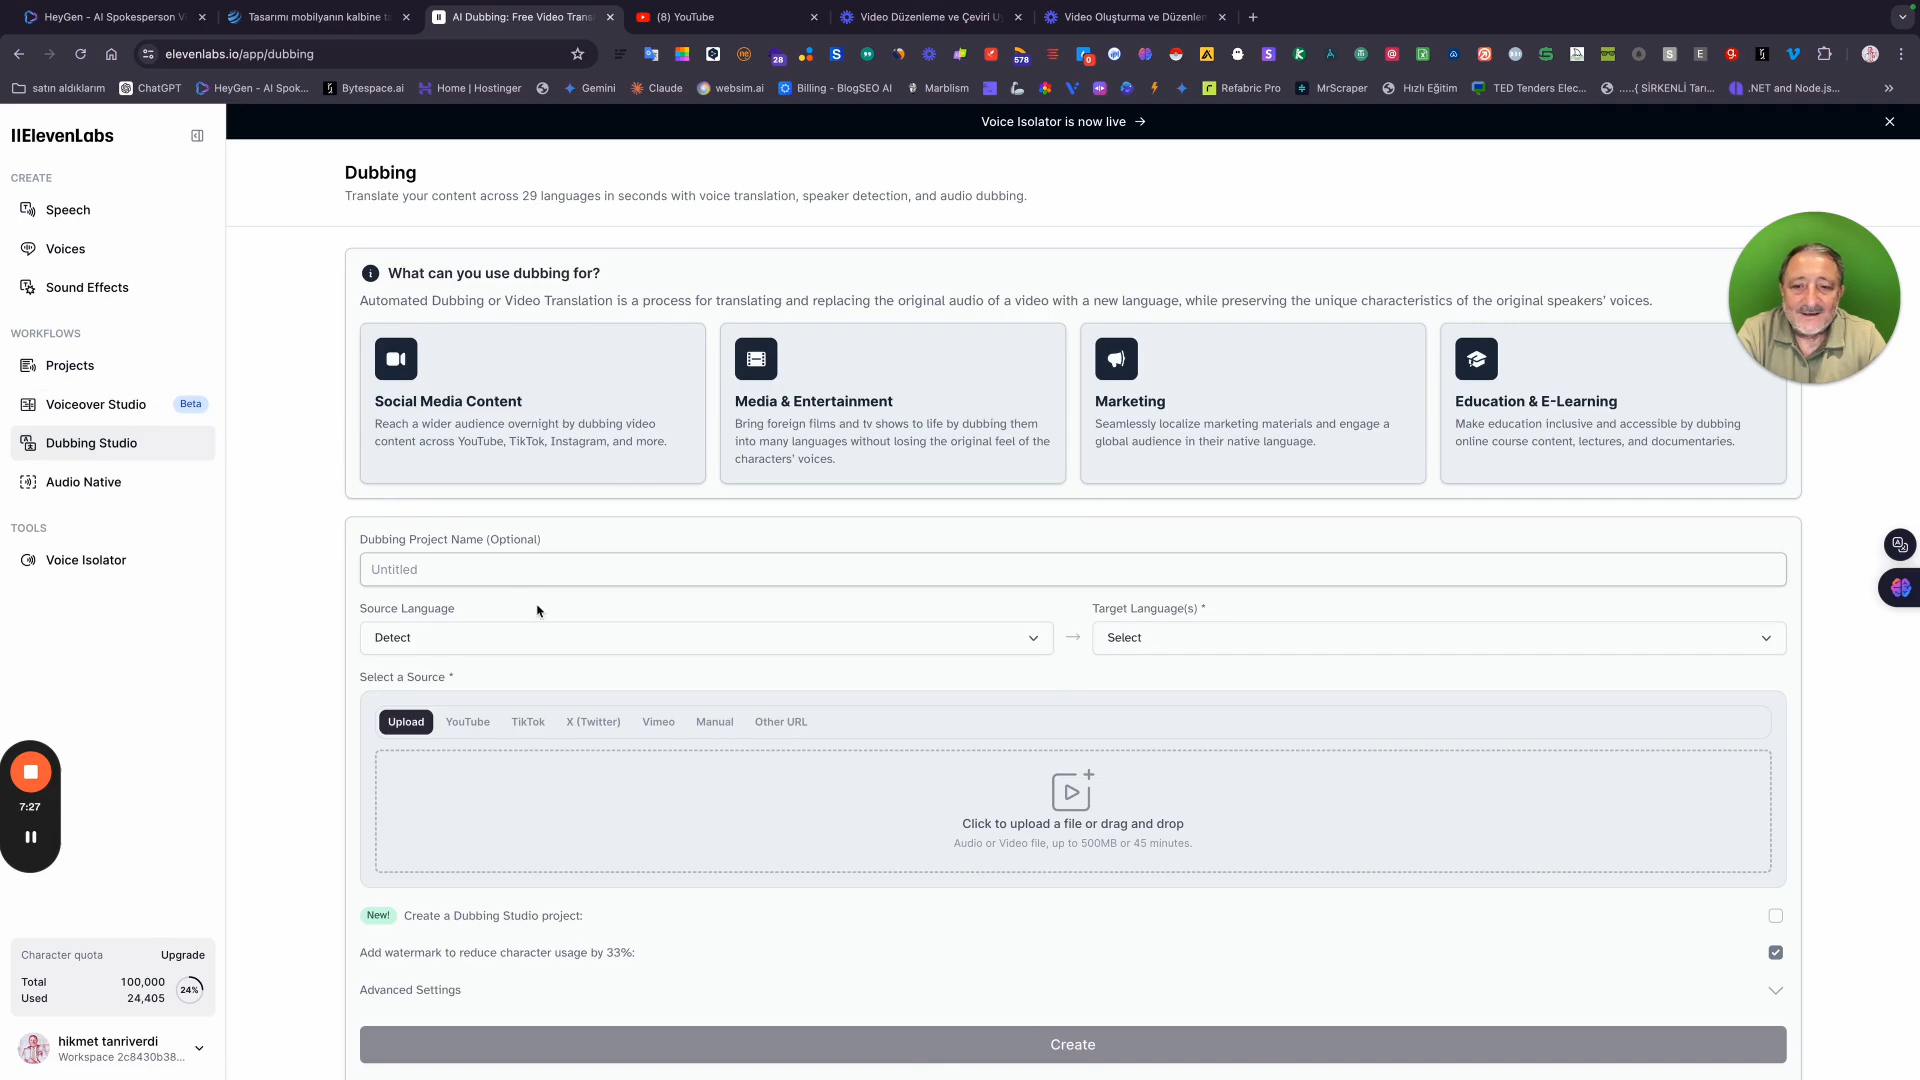 HeyGen - AI Spokesperson Vi
Tasarımı mobilyanın kalbine ta
AI Dubbing: Free Video Transl
(8) YouTube
Video Düzenleme ve Çeviri Uy
Video Oluşturma ve Düzenlem
elevenlabs.io/app/dubbing
28
578
0
satın aldıklarım
ChatGPT
HeyGen - AI Spok...
Bytespace.ai
Home | Hostinger
Gemini
Claude
websim.ai
Billing - BlogSEO AI
Marblism
Refabric Pro
MrScraper
Hızlı Eğitim
TED Tenders Elec...
.....{ SİRKENLİ Tarı...
.NET and Node.js...
IIElevenLabs
Voice Isolator is now live →
CREATE
Speech
Voices
Sound Effects
WORKFLOWS
Projects
Voiceover Studio Beta
Dubbing Studio
Audio Native
TOOLS
Voice Isolator
Dubbing
Translate your content across 29 languages in seconds with voice translation, speaker detection, and audio dubbing.
What can you use dubbing for?
Automated Dubbing or Video Translation is a process for translating and replacing the original audio of a video with a new language, while preserving the unique characteristics of the original speakers' voices.
Social Media Content
Reach a wider audience overnight by dubbing video
content across YouTube, TikTok, Instagram, and more.
Media & Entertainment
Bring foreign films and tv shows to life by dubbing them
into many languages without losing the original feel of the
characters' voices.
Marketing
Seamlessly localize marketing materials and engage a
global audience in their native language.
Education & E-Learning
Make education inclusive and accessible by dubbing
online course content, lectures, and documentaries.
Dubbing Project Name (Optional)
Untitled
Source Language
Detect
Target Language(s) *
Select
Select a Source *
Upload YouTube TikTok X (Twitter) Vimeo Manual Other URL
Click to upload a file or drag and drop
Audio or Video file, up to 500MB or 45 minutes.
New! Create a Dubbing Studio project:
Add watermark to reduce character usage by 33%:
Advanced Settings
Create
7:27
Character quota Upgrade
Total 100,000
Used 24,405
24%
hikmet tanriverdi
Workspace 2c8430b38...